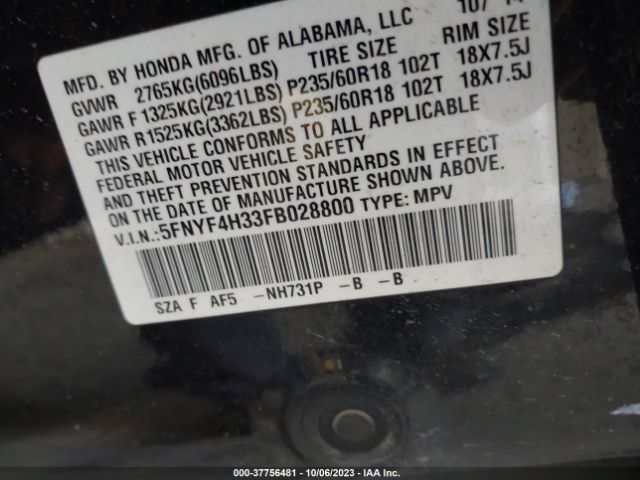 MFD. BY HONDA MFG. OF ALABAMA, LLC 10/14
GVWR 2765KG(6096LBS) TIRE SIZE RIM SIZE
GAWR F 1325KG(2921LBS) P235/60R18 102T 18X7.5J
GAWR R 1525KG(3362LBS) P235/60R18 102T 18X7.5J
THIS VEHICLE CONFORMS TO ALL APPLICABLE
FEDERAL MOTOR VEHICLE SAFETY
AND THEFT PREVENTION STANDARDS IN EFFECT
ON THE DATE OF MANUFACTURE SHOWN ABOVE.
V.I.N.:5FNYF4H33FB028800 TYPE: MPV
SZA F AF5 -NH731P -B -B
000-37756481 - 10/06/2023 - IAA Inc.